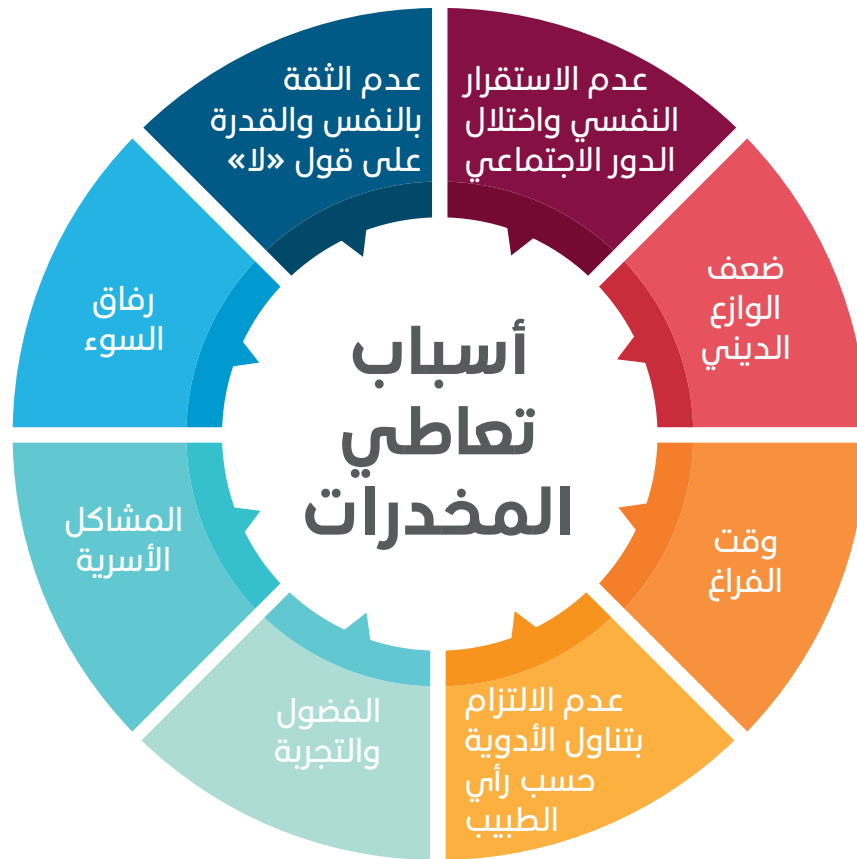 أسباب
تعاطي
المخدرات
عدم الاستقرار
النفسي واختلال
الدور الاجتماعي
ضعف
الوازع
الديني
وقت
الفراغ
عدم الالتزام
بتناول الأدوية
حسب رأي
الطبيب
الفضول
والتجربة
المشاكل
الأسرية
رفاق
السوء
عدم الثقة
بالنفس والقدرة
على قول «لا»